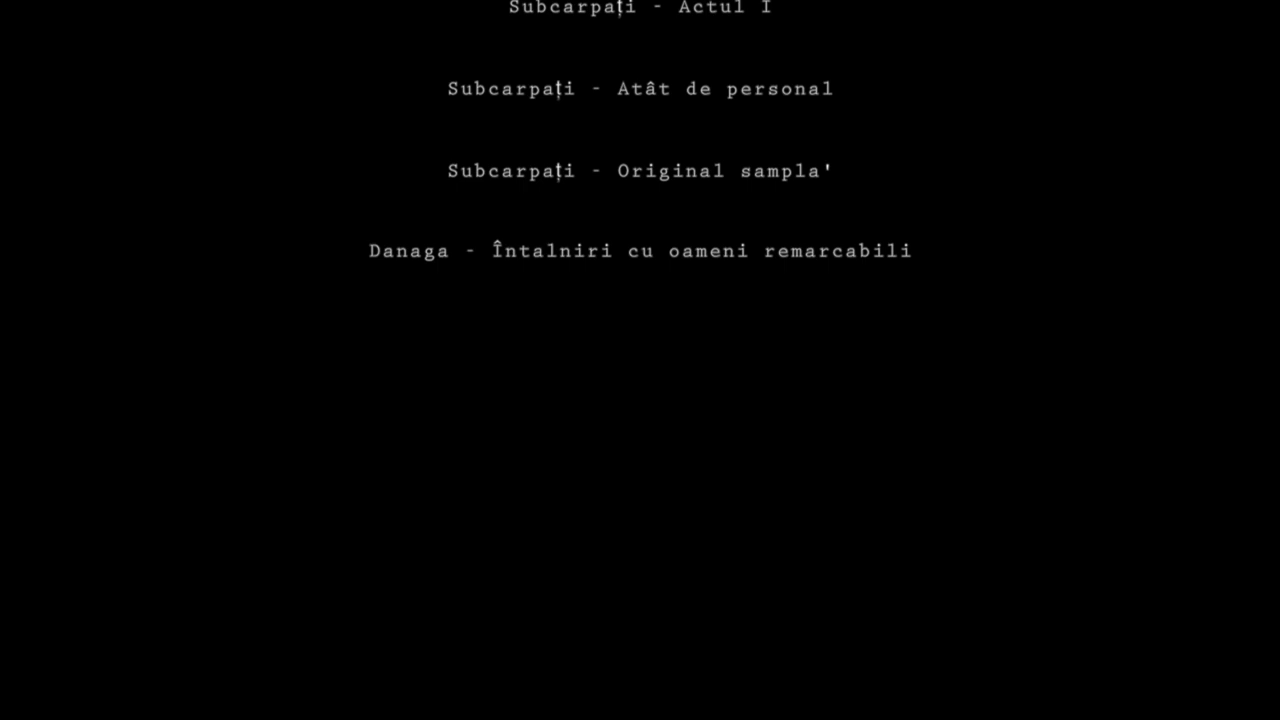 Subcarpați - Actul I
Subcarpați - Atât de personal
Subcarpați - Original sampla'
Danaga - Întalniri cu oameni remarcabili